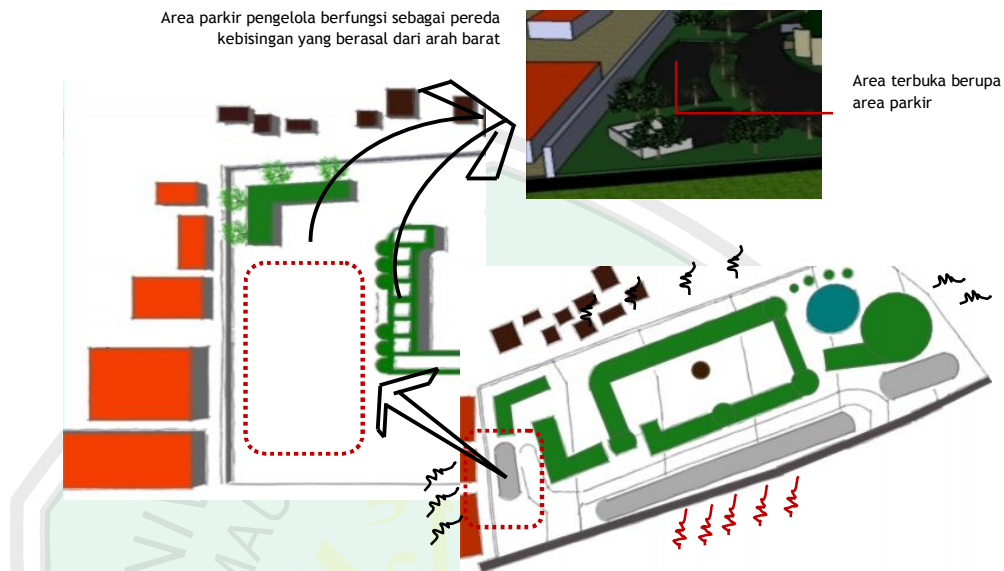 Area parkir pengelola berfungsi sebagai pereda
kebisingan yang berasal dari arah barat
Area terbuka berupa
area parkir